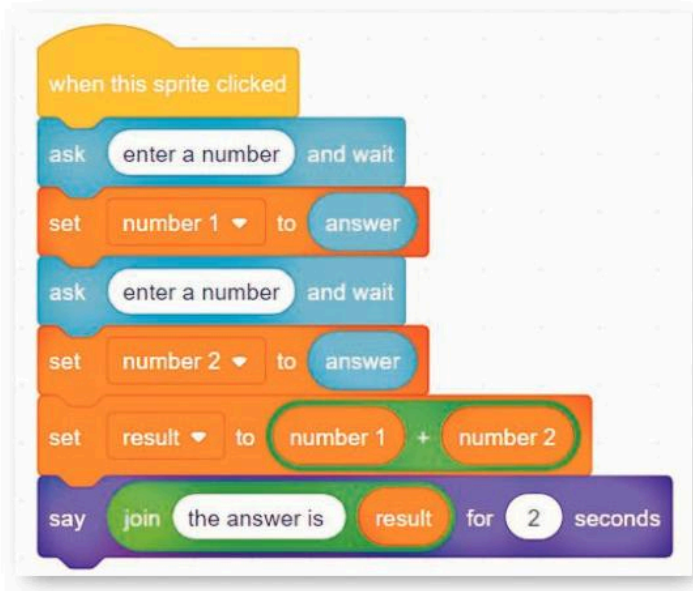 when this sprite clicked
ask enter a number and wait
set number 1 to answer
ask enter a number and wait
set number 2 to answer
set result to number 1 + number 2
say join the answer is result for 2 seconds